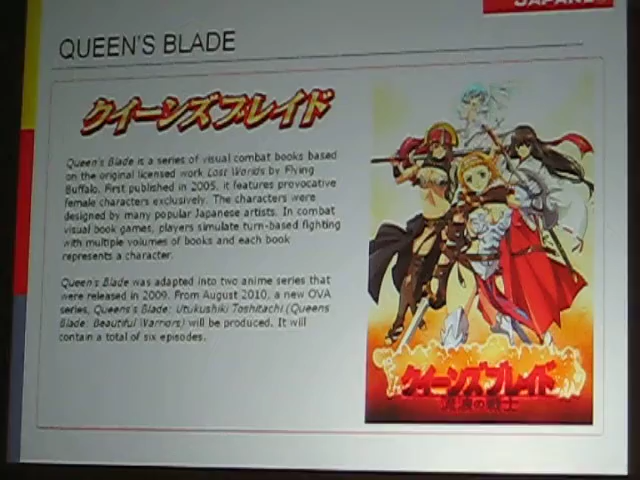 JAPAN
QUEEN'S BLADE
クイーンズブレイド
Queen's Blade is a series of visual combat books based
on the original licensed work Lost Worlds by Flying
Buffalo. First published in 2005, it features provocative
female characters exclusively. The characters were
designed by many popular Japanese artists. In combat
visual book games, players simulate turn-based fighting
with multiple volumes of books and each book
represents a character.
Queen's Blade was adapted into two anime series that
were released in 2009. From August 2010, a new OVA
series, Queens's Blade: Utukushiki Toshitachi (Queens
Blade: Beautiful Warriors) will be produced. It will
contain a total of six episodes.
クイーンズブレイド
流浪の戦士